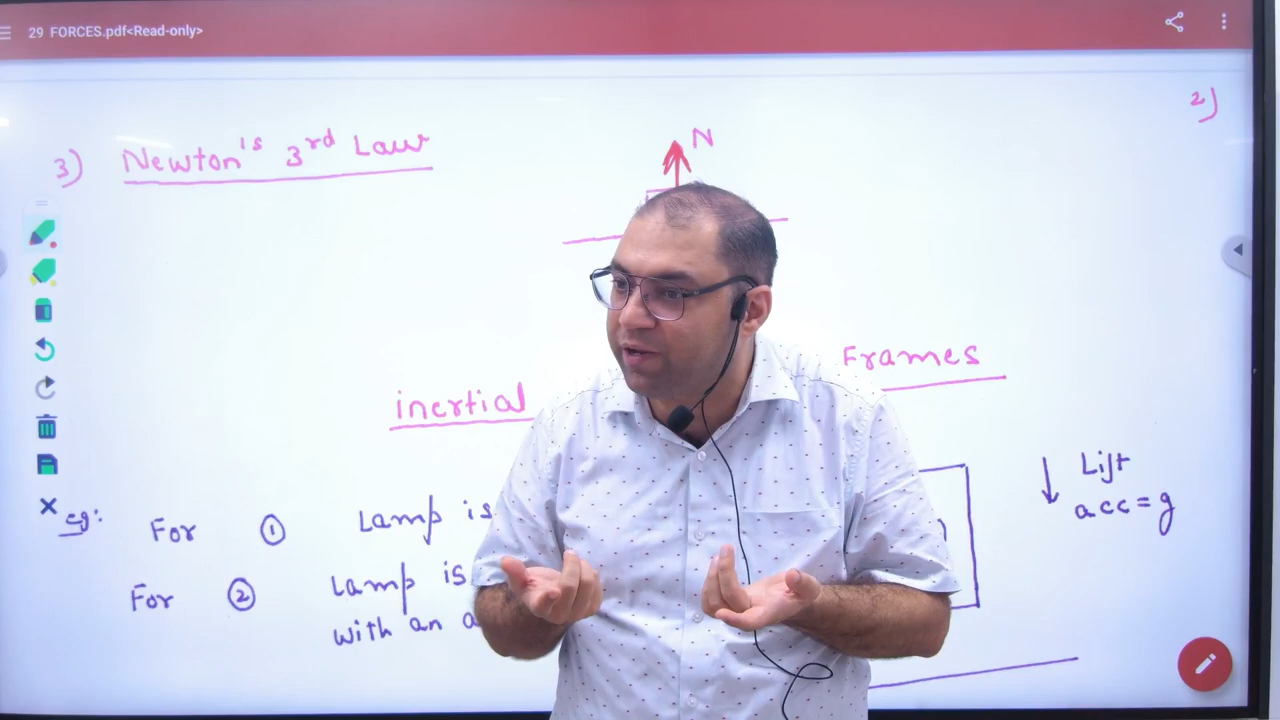 29 FORCES.pdf<Read-only>
2)
3) Newton's 3rd Law
N
inertial Frames
Lift
acc = g
eg: For ① Lamp is
For ② Lamp is
with an a